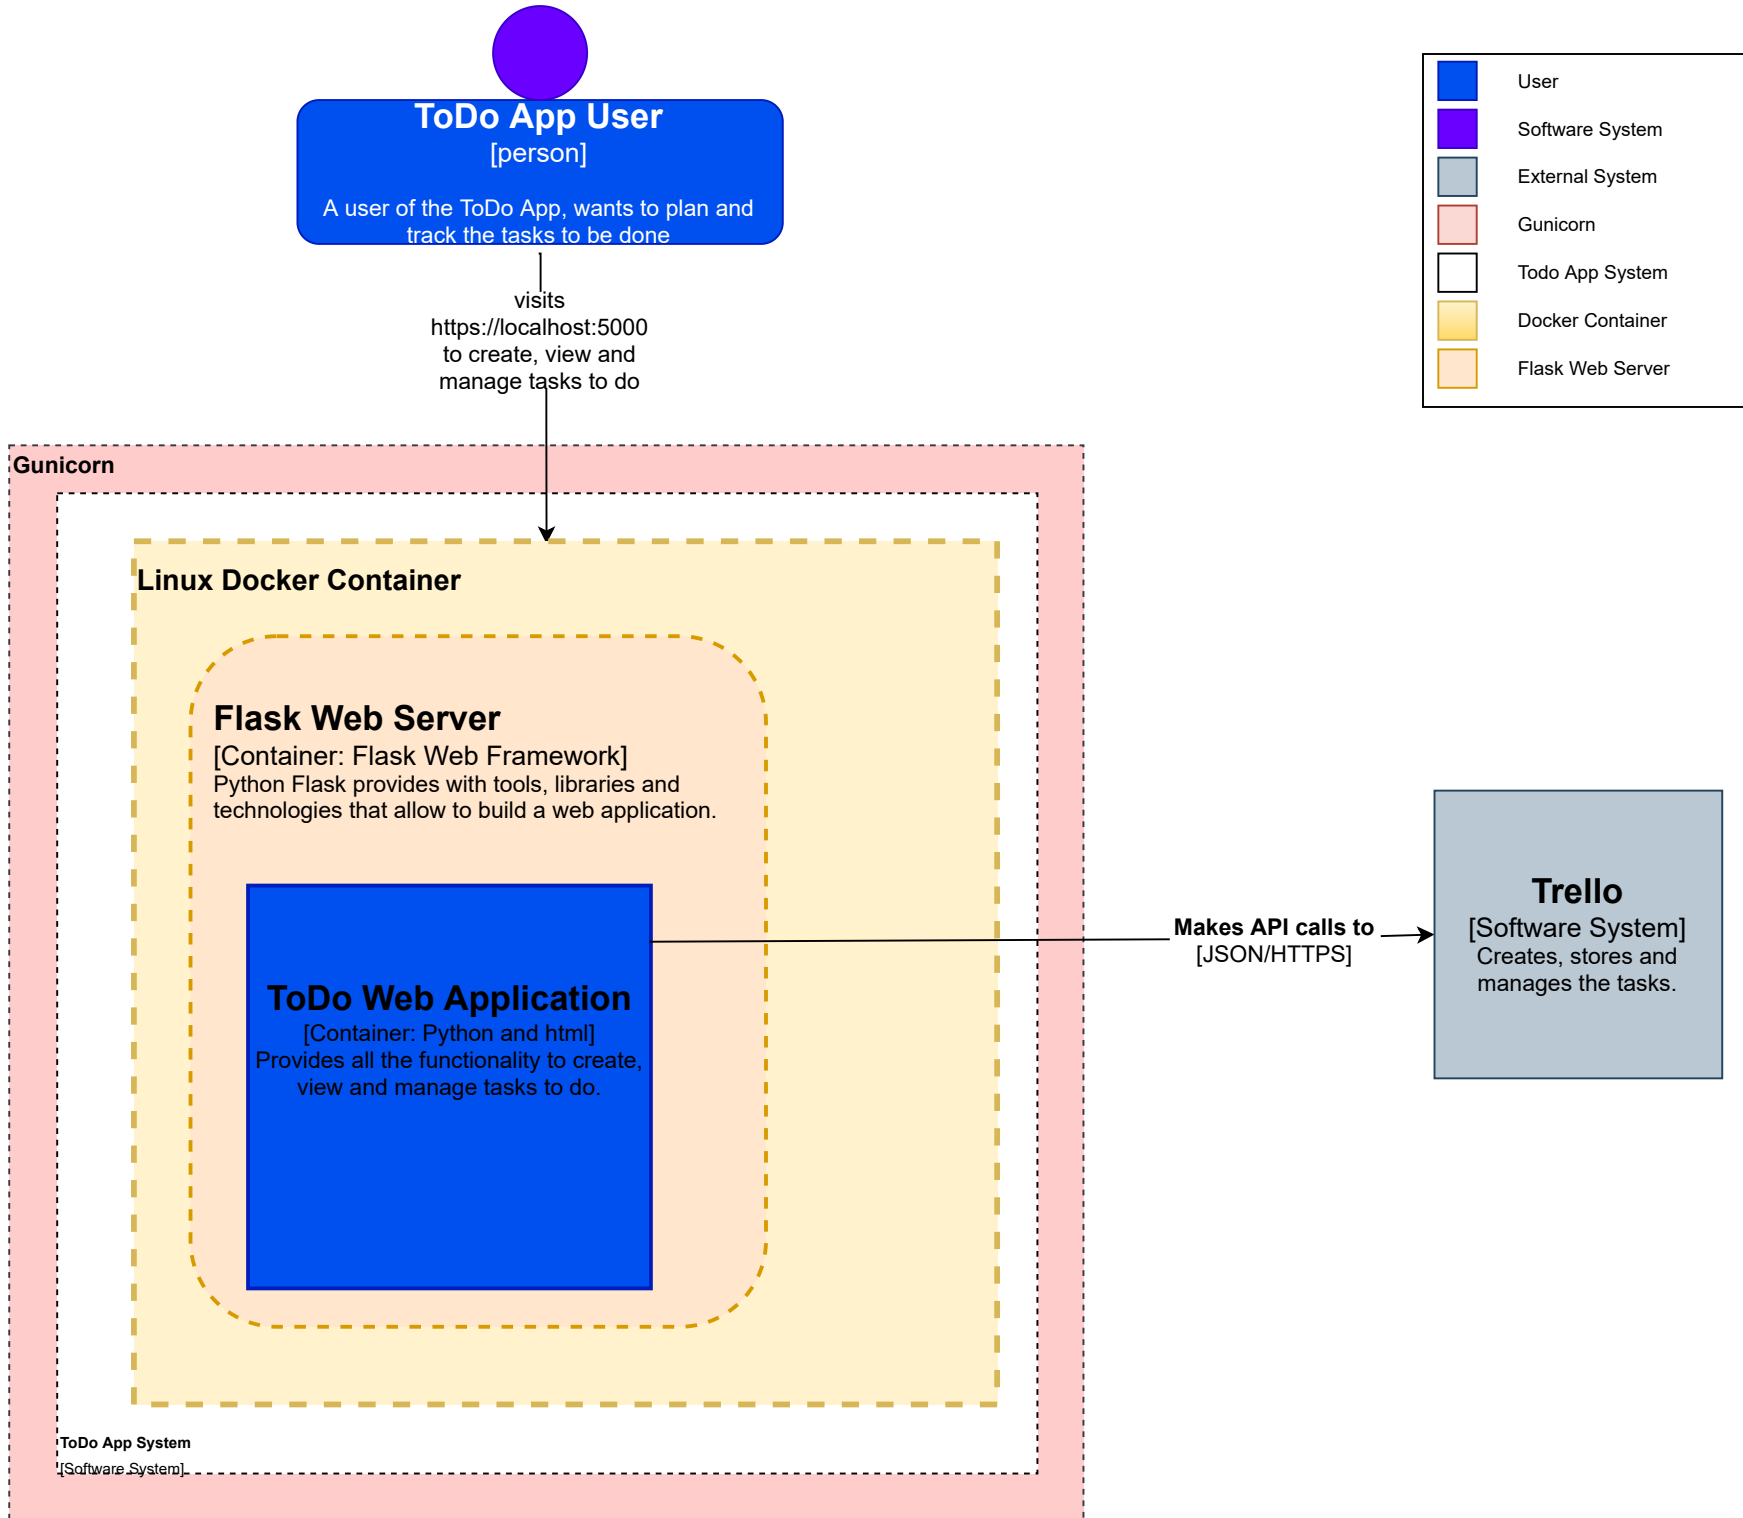 ToDo App User
[person]
A user of the ToDo App, wants to plan and
track the tasks to be done
visits
https://localhost:5000
to create, view and
manage tasks to do
User
Software System
External System
Gunicorn
Todo App System
Docker Container
Flask Web Server
Gunicorn
Linux Docker Container
Flask Web Server
[Container: Flask Web Framework]
Python Flask provides with tools, libraries and
technologies that allow to build a web application.
ToDo Web Application
[Container: Python and html]
Provides all the functionality to create,
view and manage tasks to do.
Makes API calls to
[JSON/HTTPS]
Trello
[Software System]
Creates, stores and
manages the tasks.
ToDo App System
[Software System]